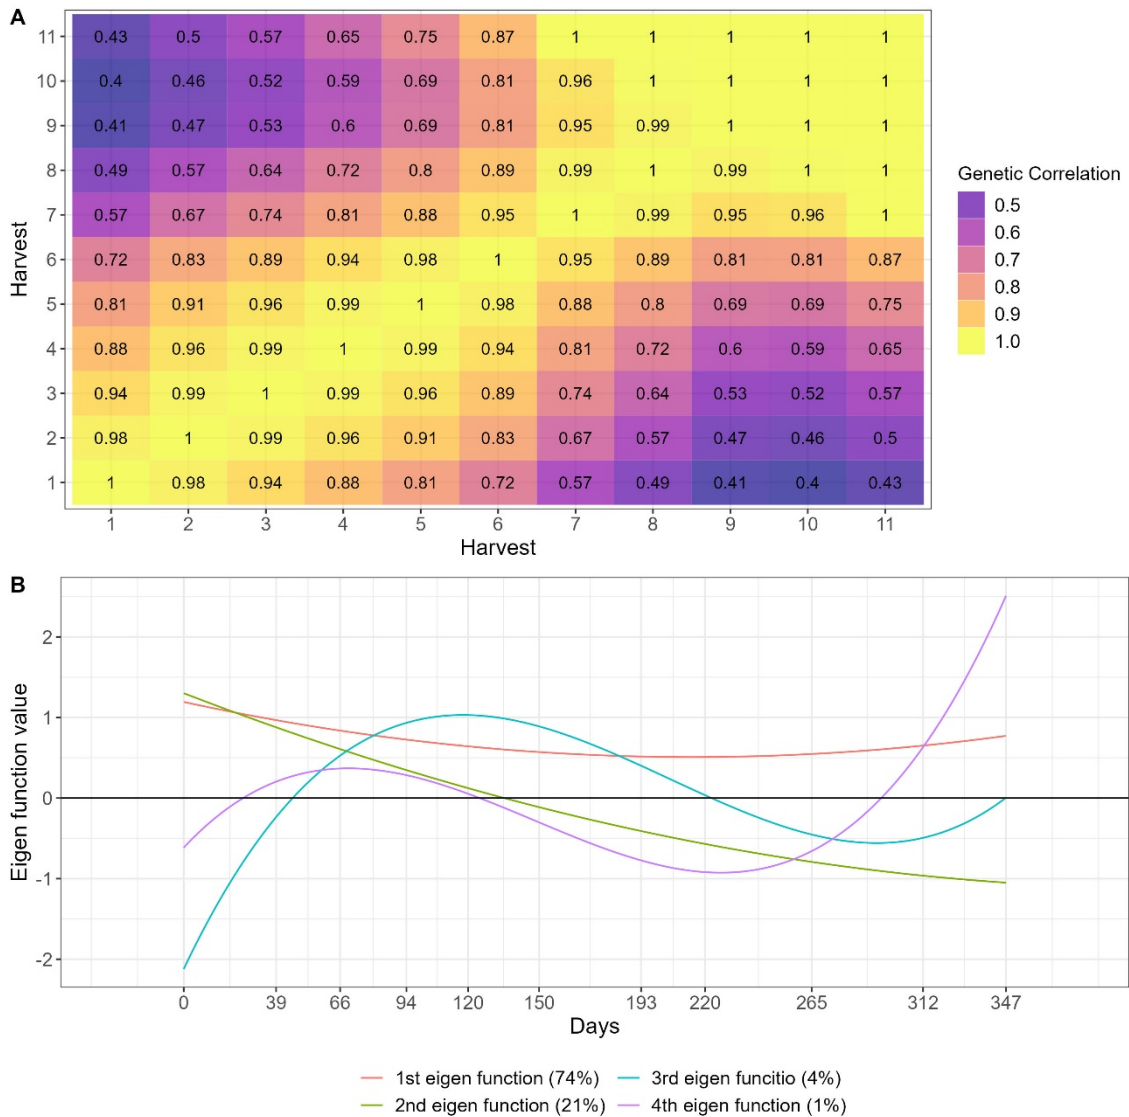 A
Harvest
11 0.43 0.5 0.57 0.65 0.75 0.87 1 1 1 1 1
10 0.4 0.46 0.52 0.59 0.69 0.81 0.96 1 1 1 1
9 0.41 0.47 0.53 0.6 0.69 0.81 0.95 0.99 1 1 1
8 0.49 0.57 0.64 0.72 0.8 0.89 0.99 1 0.99 1 1
7 0.57 0.67 0.74 0.81 0.88 0.95 1 0.99 0.95 0.96 1
6 0.72 0.83 0.89 0.94 0.98 1 0.95 0.89 0.81 0.81 0.87
5 0.81 0.91 0.96 0.99 1 0.98 0.88 0.8 0.69 0.69 0.75
4 0.88 0.96 0.99 1 0.99 0.94 0.81 0.72 0.6 0.59 0.65
3 0.94 0.99 1 0.99 0.96 0.89 0.74 0.64 0.53 0.52 0.57
2 0.98 1 0.99 0.96 0.91 0.83 0.67 0.57 0.47 0.46 0.5
1 1 0.98 0.94 0.88 0.81 0.72 0.57 0.49 0.41 0.4 0.43
1 2 3 4 5 6 7 8 9 10 11
Harvest
Genetic Correlation
0.5
0.6
0.7
0.8
0.9
1.0
B
Eigen function value
2
1
0
-1
-2
0 39 66 94 120 150 193 220 265 312 347
Days
1st eigen function (74%) 3rd eigen funcitio (4%)
2nd eigen function (21%) 4th eigen function (1%)